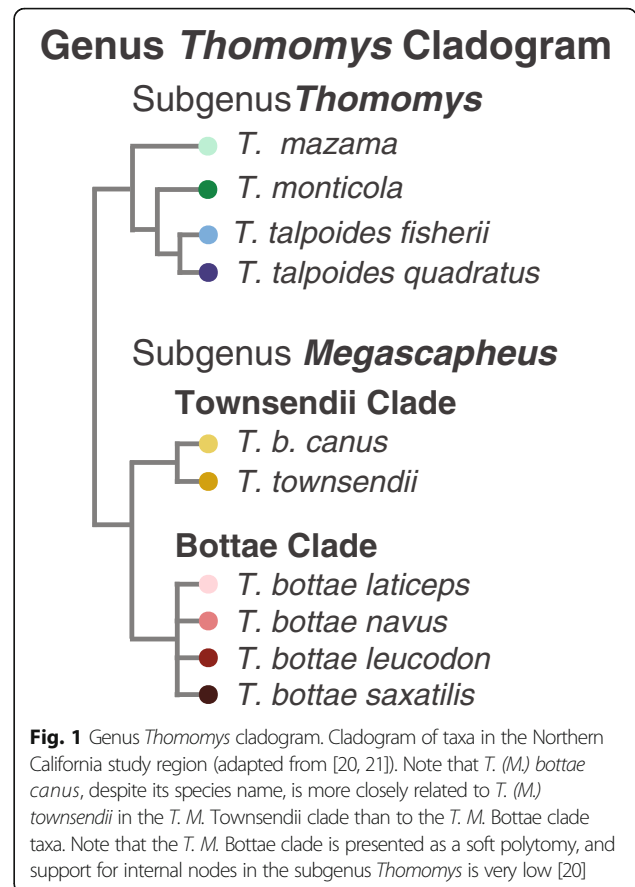 Genus Thomomys Cladogram
Subgenus Thomomys
T. mazama
T. monticola
T. talpoides fisherii
T. talpoides quadratus
Subgenus Megascapheus
Townsendii Clade
T. b. canus
T. townsendii
Bottae Clade
T. bottae laticeps
T. bottae navus
T. bottae leucodon
T. bottae saxatilis
Fig. 1 Genus Thomomys cladogram. Cladogram of taxa in the Northern
California study region (adapted from [20, 21]). Note that T. (M.) bottae
canus, despite its species name, is more closely related to T. (M.)
townsendii in the T. M. Townsendii clade than to the T. M. Bottae clade
taxa. Note that the T. M. Bottae clade is presented as a soft polytomy, and
support for internal nodes in the subgenus Thomomys is very low [20]